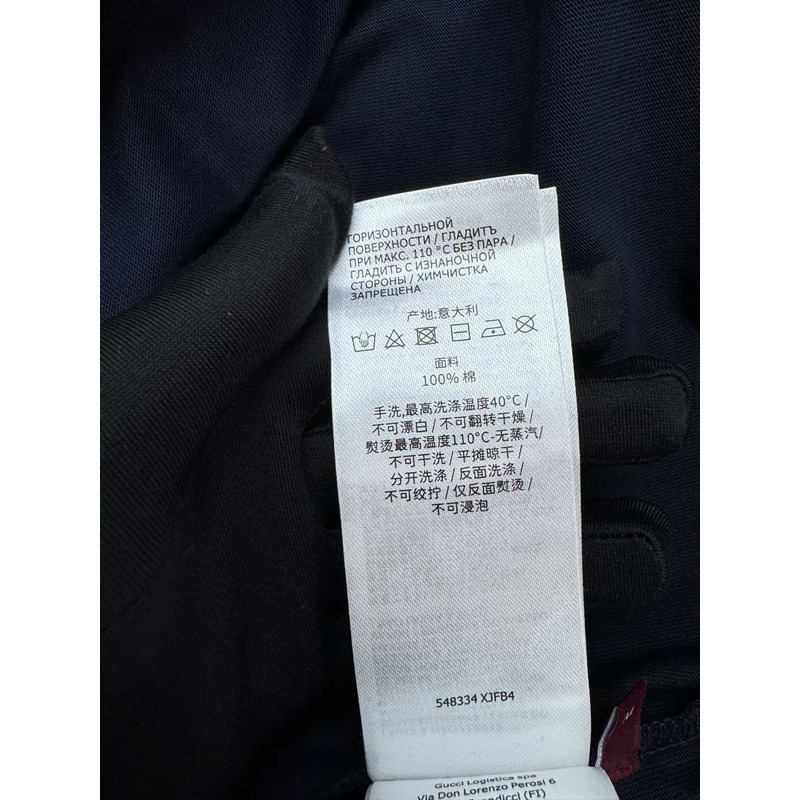 ГОРИЗОНТАЛЬНОЙ
ПОВЕРХНОСТИ / ГЛАДИТЪ
ПРИ МАКС. 110 °C БЕЗ ПАРА /
ГЛАДИТЬ С ИЗНАНОЧНОЙ
СТОРОНЫ / ХИМЧИСТКА
ЗАПРЕЩЕНА
产地:意大利
面料
100% 棉
手洗,最高洗涤温度40°C /
不可漂白 / 不可翻转干燥 /
熨烫最高温度110°C-无蒸汽/
不可干洗 / 平摊晾干 /
分开洗涤 / 反面洗涤 /
不可绞拧 / 仅反面熨烫 /
不可浸泡
548334 XJFB4
Gucci Logistica spa
Via Don Lorenzo Perosi 6
(FI)